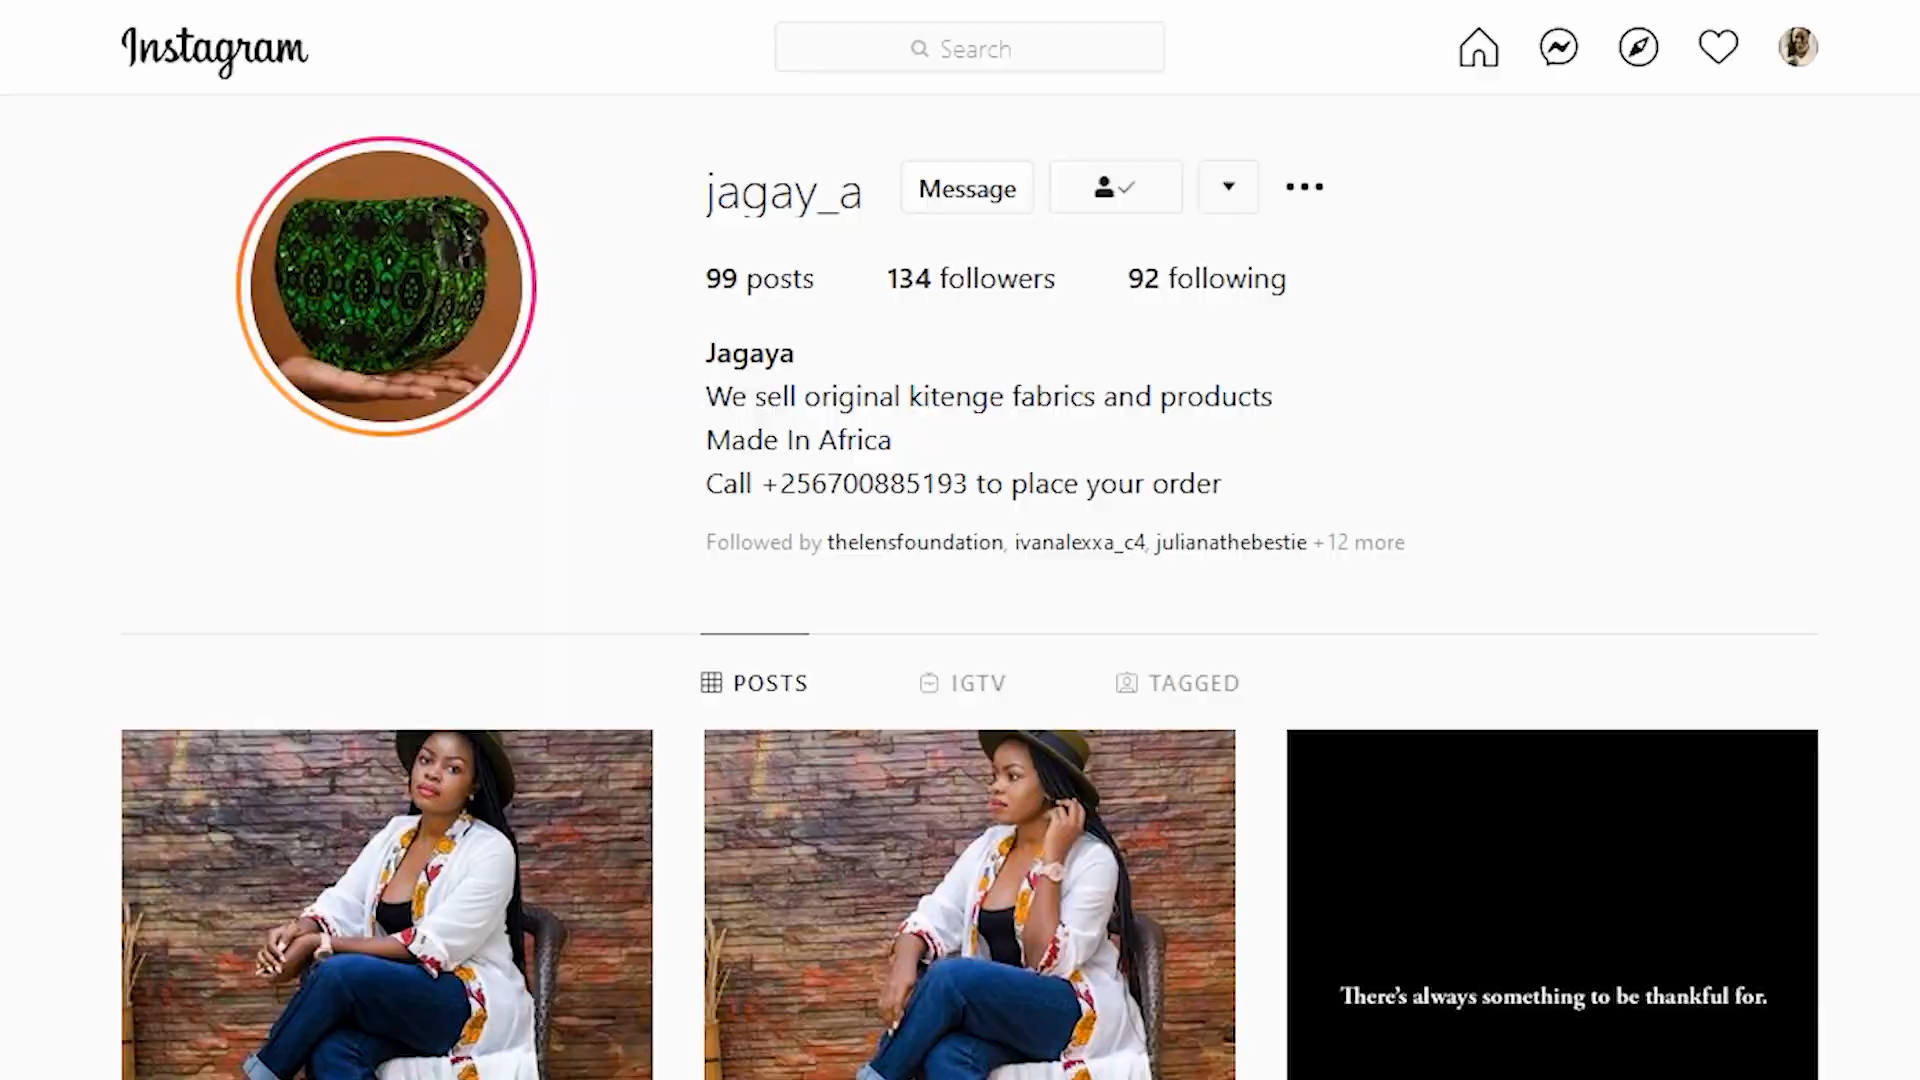 Instagram
Search
jagay_a Message
99 posts 134 followers 92 following
Jagaya
We sell original kitenge fabrics and products
Made In Africa
Call +256700885193 to place your order
Followed by thelensfoundation, ivanalexxa_c4, julianathebestie +12 more
POSTS IGTV TAGGED
There's always something to be thankful for.